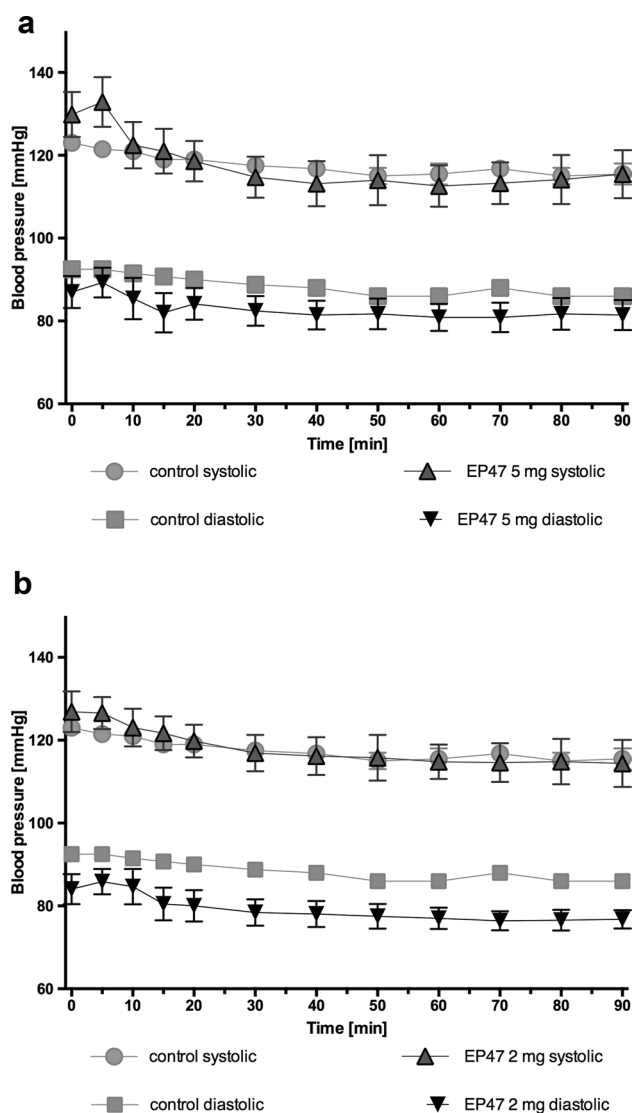 a
140
120
100
80
60
Blood pressure [mmHg]
0 10 20 30 40 50 60 70 80 90
Time [min]
control systolic EP47 5 mg systolic
control diastolic EP47 5 mg diastolic
b
140
120
100
80
60
Blood pressure [mmHg]
0 10 20 30 40 50 60 70 80 90
Time [min]
control systolic EP47 2 mg systolic
control diastolic EP47 2 mg diastolic